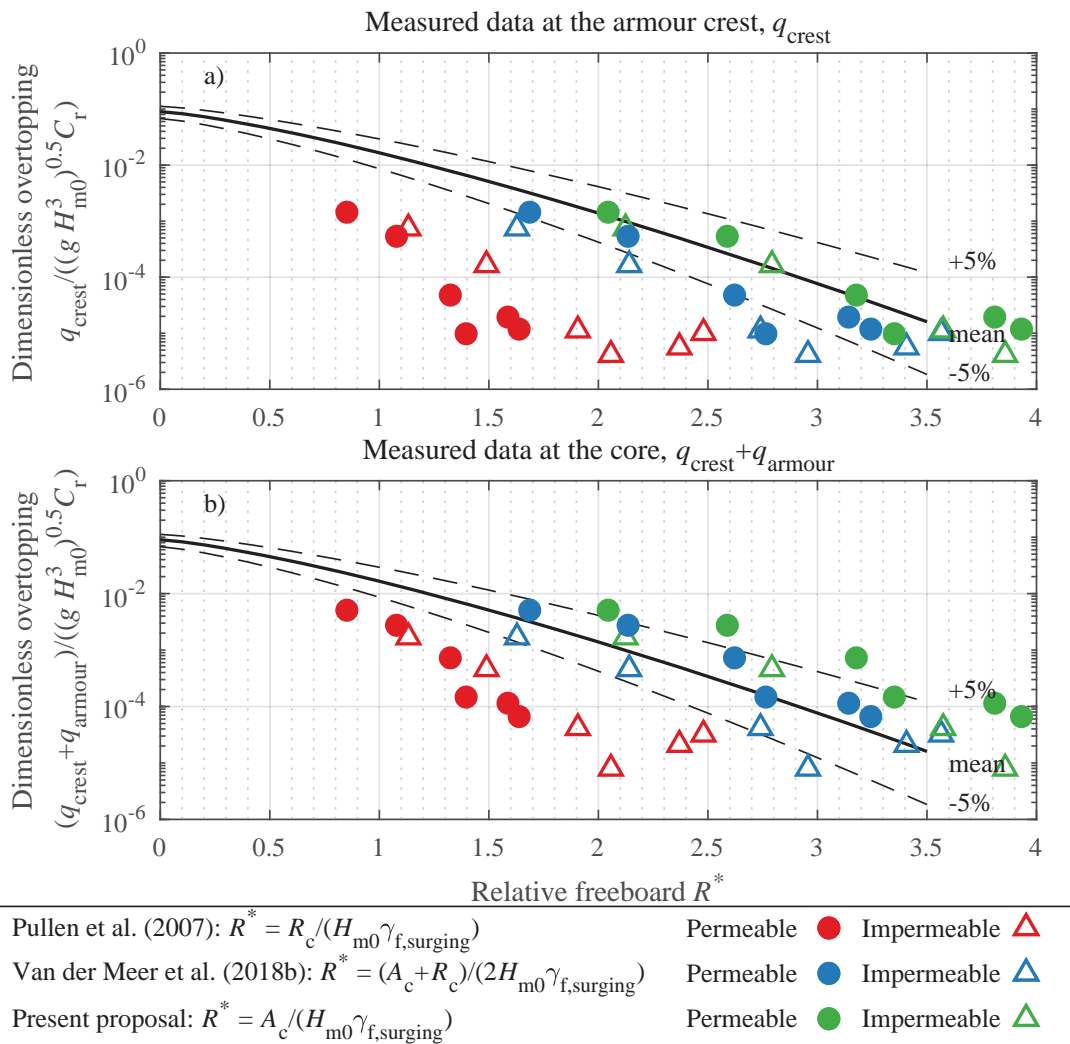 Measured data at the armour crest, q_crest
Dimensionless overtopping
q_crest/((g H_m0^3)^0.5 C_r)
a)
10^0
10^-2
10^-4
10^-6
+5%
mean
-5%
0 0.5 1 1.5 2 2.5 3 3.5 4
Measured data at the core, q_crest+q_armour
Dimensionless overtopping
(q_crest+q_armour)/((g H_m0^3)^0.5 C_r)
b)
10^0
10^-2
10^-4
10^-6
+5%
mean
-5%
0 0.5 1 1.5 2 2.5 3 3.5 4
Relative freeboard R^*
Pullen et al. (2007): R^* = R_c/(H_m0 γ_f,surging) Permeable Impermeable
Van der Meer et al. (2018b): R^* = (A_c+R_c)/(2H_m0 γ_f,surging) Permeable Impermeable
Present proposal: R^* = A_c/(H_m0 γ_f,surging) Permeable Impermeable